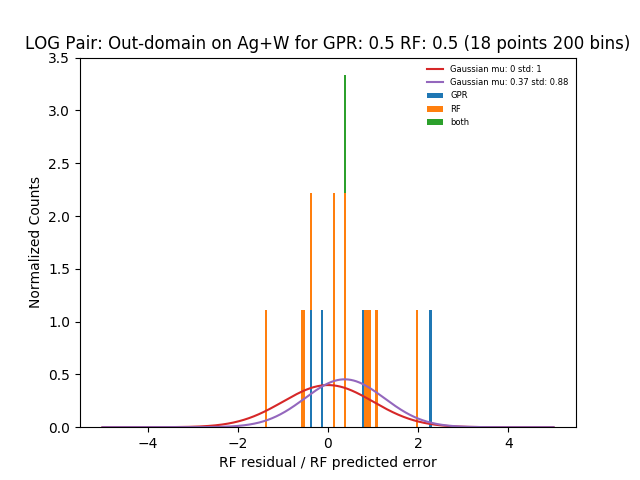 LOG Pair: Out-domain on Ag+W for GPR: 0.5 RF: 0.5 (18 points 200 bins)
Gaussian mu: 0 std: 1
Gaussian mu: 0.37 std: 0.88
GPR
RF
both
Normalized Counts
3.5
3.0
2.5
2.0
1.5
1.0
0.5
0.0
−4 −2 0 2 4
RF residual / RF predicted error